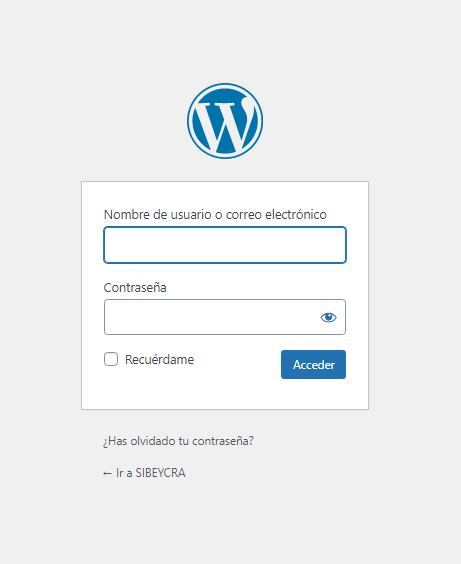 Nombre de usuario o correo electrónico
Contraseña
Recuérdame
Acceder
¿Has olvidado tu contraseña?
← Ir a SIBEYCRA